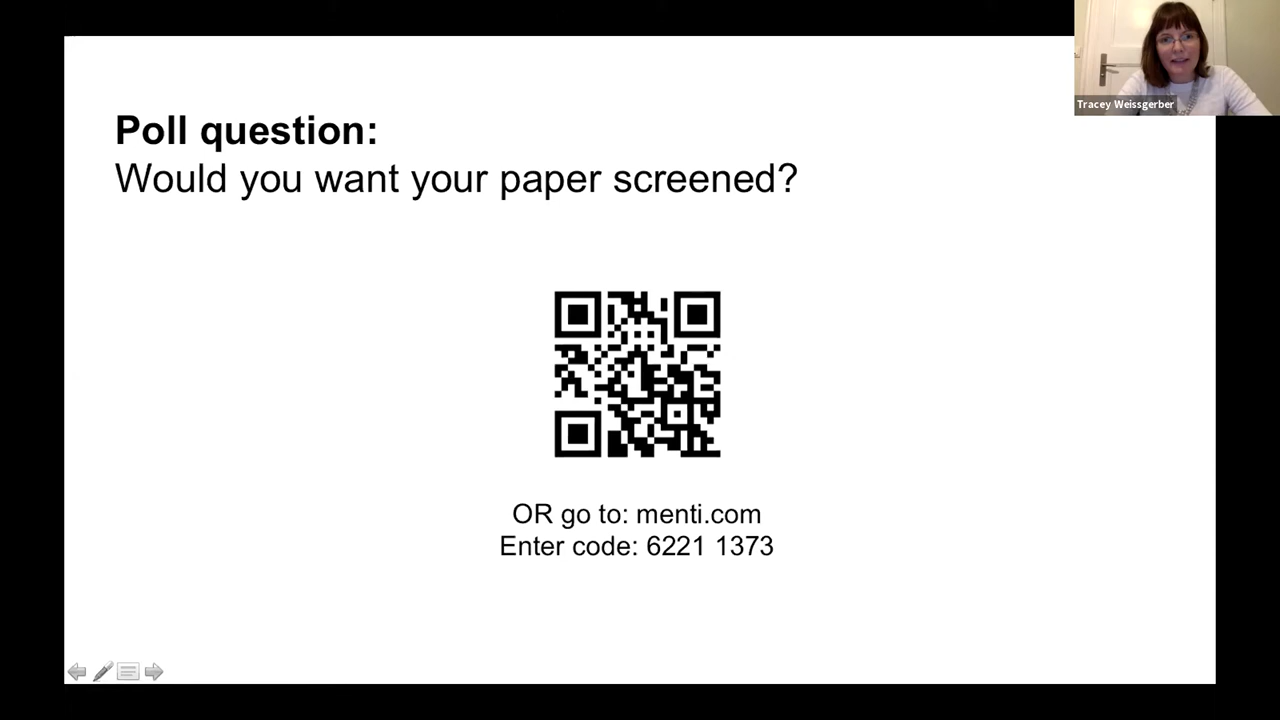 Tracey Weissgerber
Poll question:
Would you want your paper screened?
OR go to: menti.com
Enter code: 6221 1373